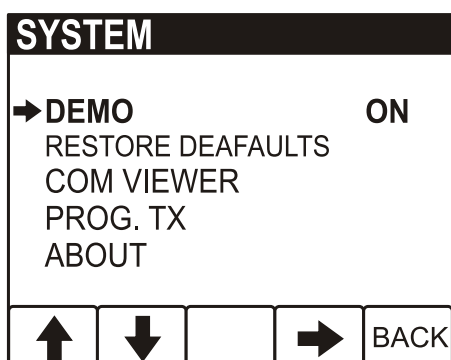 SYSTEM
DEMO ON
RESTORE DEAFAULTS
COM VIEWER
PROG. TX
ABOUT
BACK